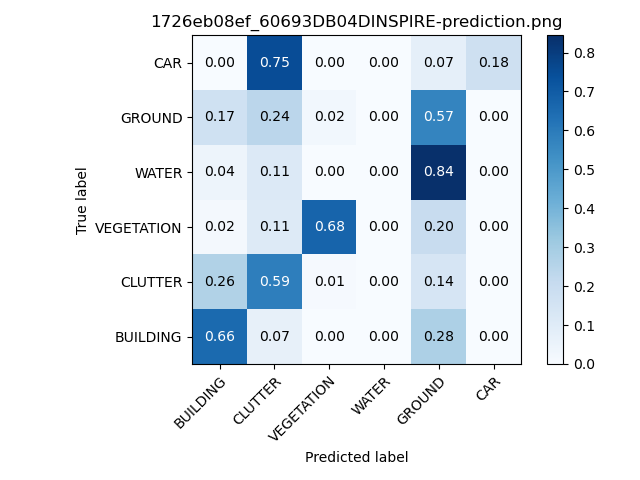 1726eb08ef_60693DB04DINSPIRE-prediction.png
True label
CAR 0.00 0.75 0.00 0.00 0.07 0.18
GROUND 0.17 0.24 0.02 0.00 0.57 0.00
WATER 0.04 0.11 0.00 0.00 0.84 0.00
VEGETATION 0.02 0.11 0.68 0.00 0.20 0.00
CLUTTER 0.26 0.59 0.01 0.00 0.14 0.00
BUILDING 0.66 0.07 0.00 0.00 0.28 0.00
BUILDING CLUTTER VEGETATION WATER GROUND CAR
Predicted label
0.8
0.7
0.6
0.5
0.4
0.3
0.2
0.1
0.0